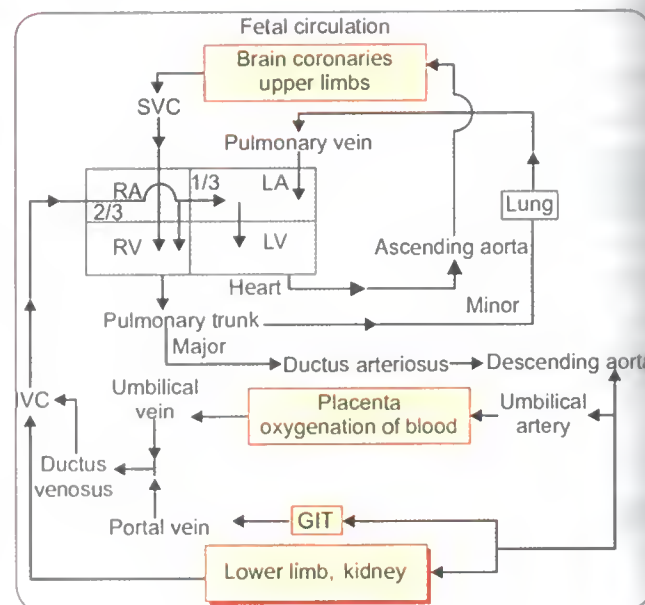 Fetal circulation
Brain coronaries
upper limbs
SVC
Pulmonary vein
RA
1/3
LA
2/3
Lung
RV
LV
Ascending aorta
Heart
Minor
Pulmonary trunk
Major
Ductus arteriosus
Descending aorta
Umbilical
vein
Placenta
oxygenation of blood
Umbilical
artery
IVC
Ductus
venosus
Portal vein
GIT
Lower limb, kidney